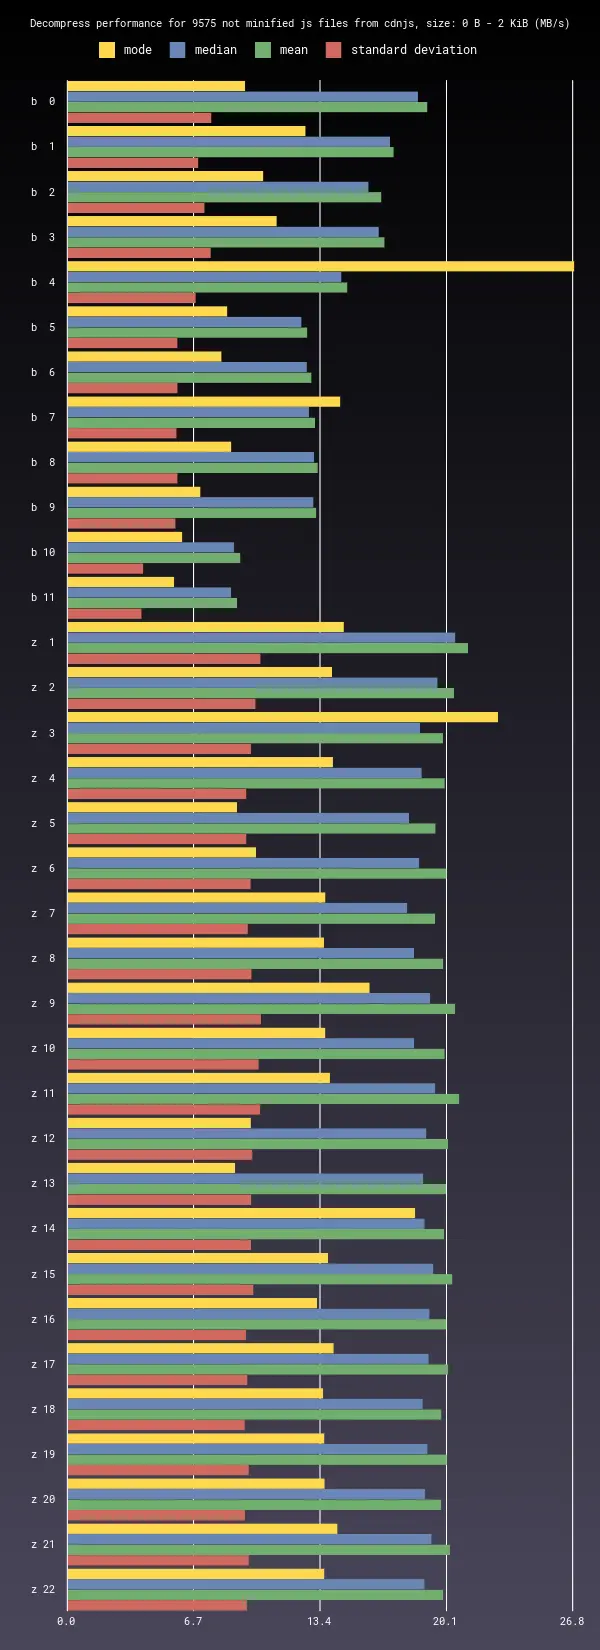 Decompress performance for 9575 not minified js files from cdnjs, size: 0 B - 2 KiB (MB/s)
mode median mean standard deviation
b 0
b 1
b 2
b 3
b 4
b 5
b 6
b 7
b 8
b 9
b 10
b 11
z 1
z 2
z 3
z 4
z 5
z 6
z 7
z 8
z 9
z 10
z 11
z 12
z 13
z 14
z 15
z 16
z 17
z 18
z 19
z 20
z 21
z 22
0.0 6.7 13.4 20.1 26.8